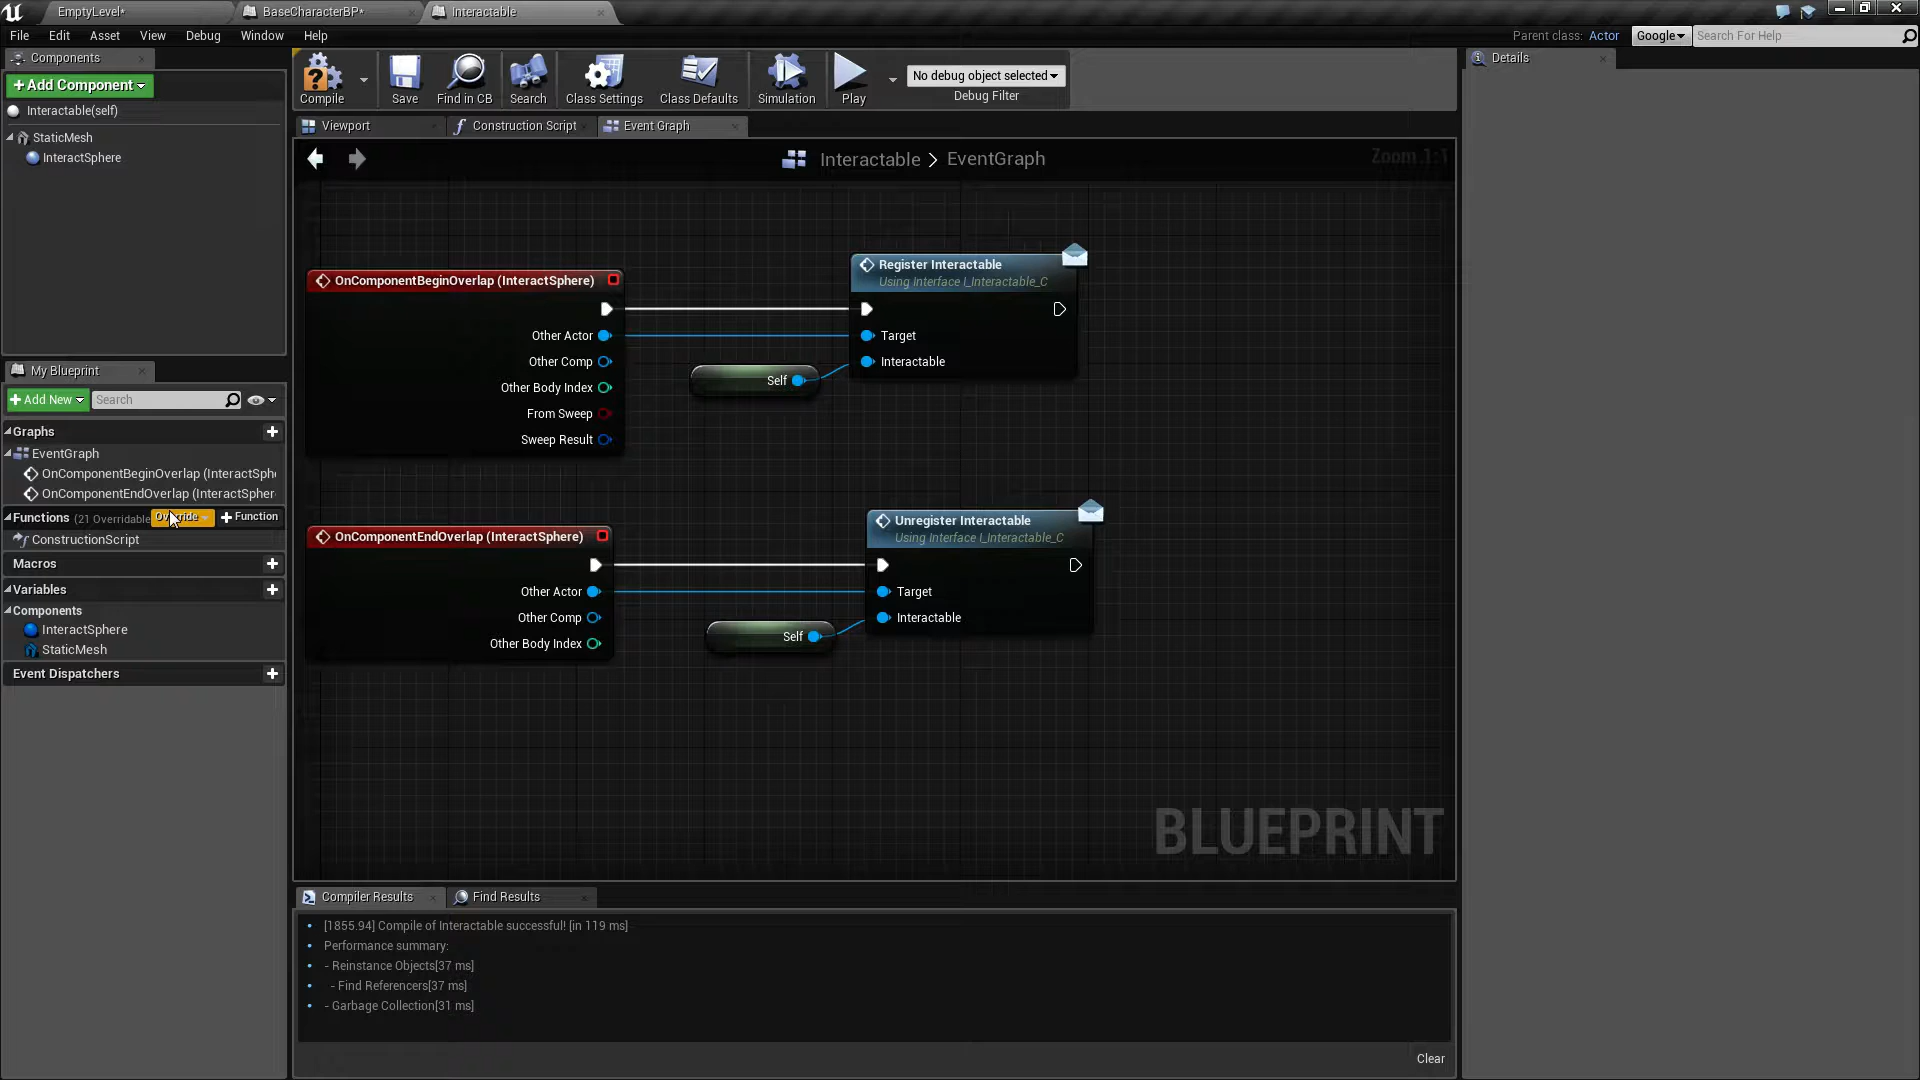 EmptyLevel*
BaseCharacterBP*
Interactable
File Edit Asset View Debug Window Help
Parent class: Actor
Google
Search For Help
Components
Add Component
Interactable(self)
StaticMesh
InteractSphere
Compile
Save
Find in CB
Search
Class Settings
Class Defaults
Simulation
Play
No debug object selected
Debug Filter
Viewport
Construction Script
Event Graph
Interactable > EventGraph
Zoom 1:1
Details
OnComponentBeginOverlap (InteractSphere)
Other Actor
Other Comp
Other Body Index
From Sweep
Sweep Result
Self
Register Interactable
Using Interface I_Interactable_C
Target
Interactable
OnComponentEndOverlap (InteractSphere)
Other Actor
Other Comp
Other Body Index
Self
Unregister Interactable
Using Interface I_Interactable_C
Target
Interactable
BLUEPRINT
My Blueprint
Add New
Search
Graphs
EventGraph
OnComponentBeginOverlap (InteractSphe
OnComponentEndOverlap (InteractSpher
Functions (21 Overridable
Override
Function
ConstructionScript
Macros
Variables
Components
InteractSphere
StaticMesh
Event Dispatchers
Compiler Results
Find Results
[1855.94] Compile of Interactable successful! [in 119 ms]
Performance summary:
- Reinstance Objects[37 ms]
- Find Referencers[37 ms]
- Garbage Collection[31 ms]
Clear